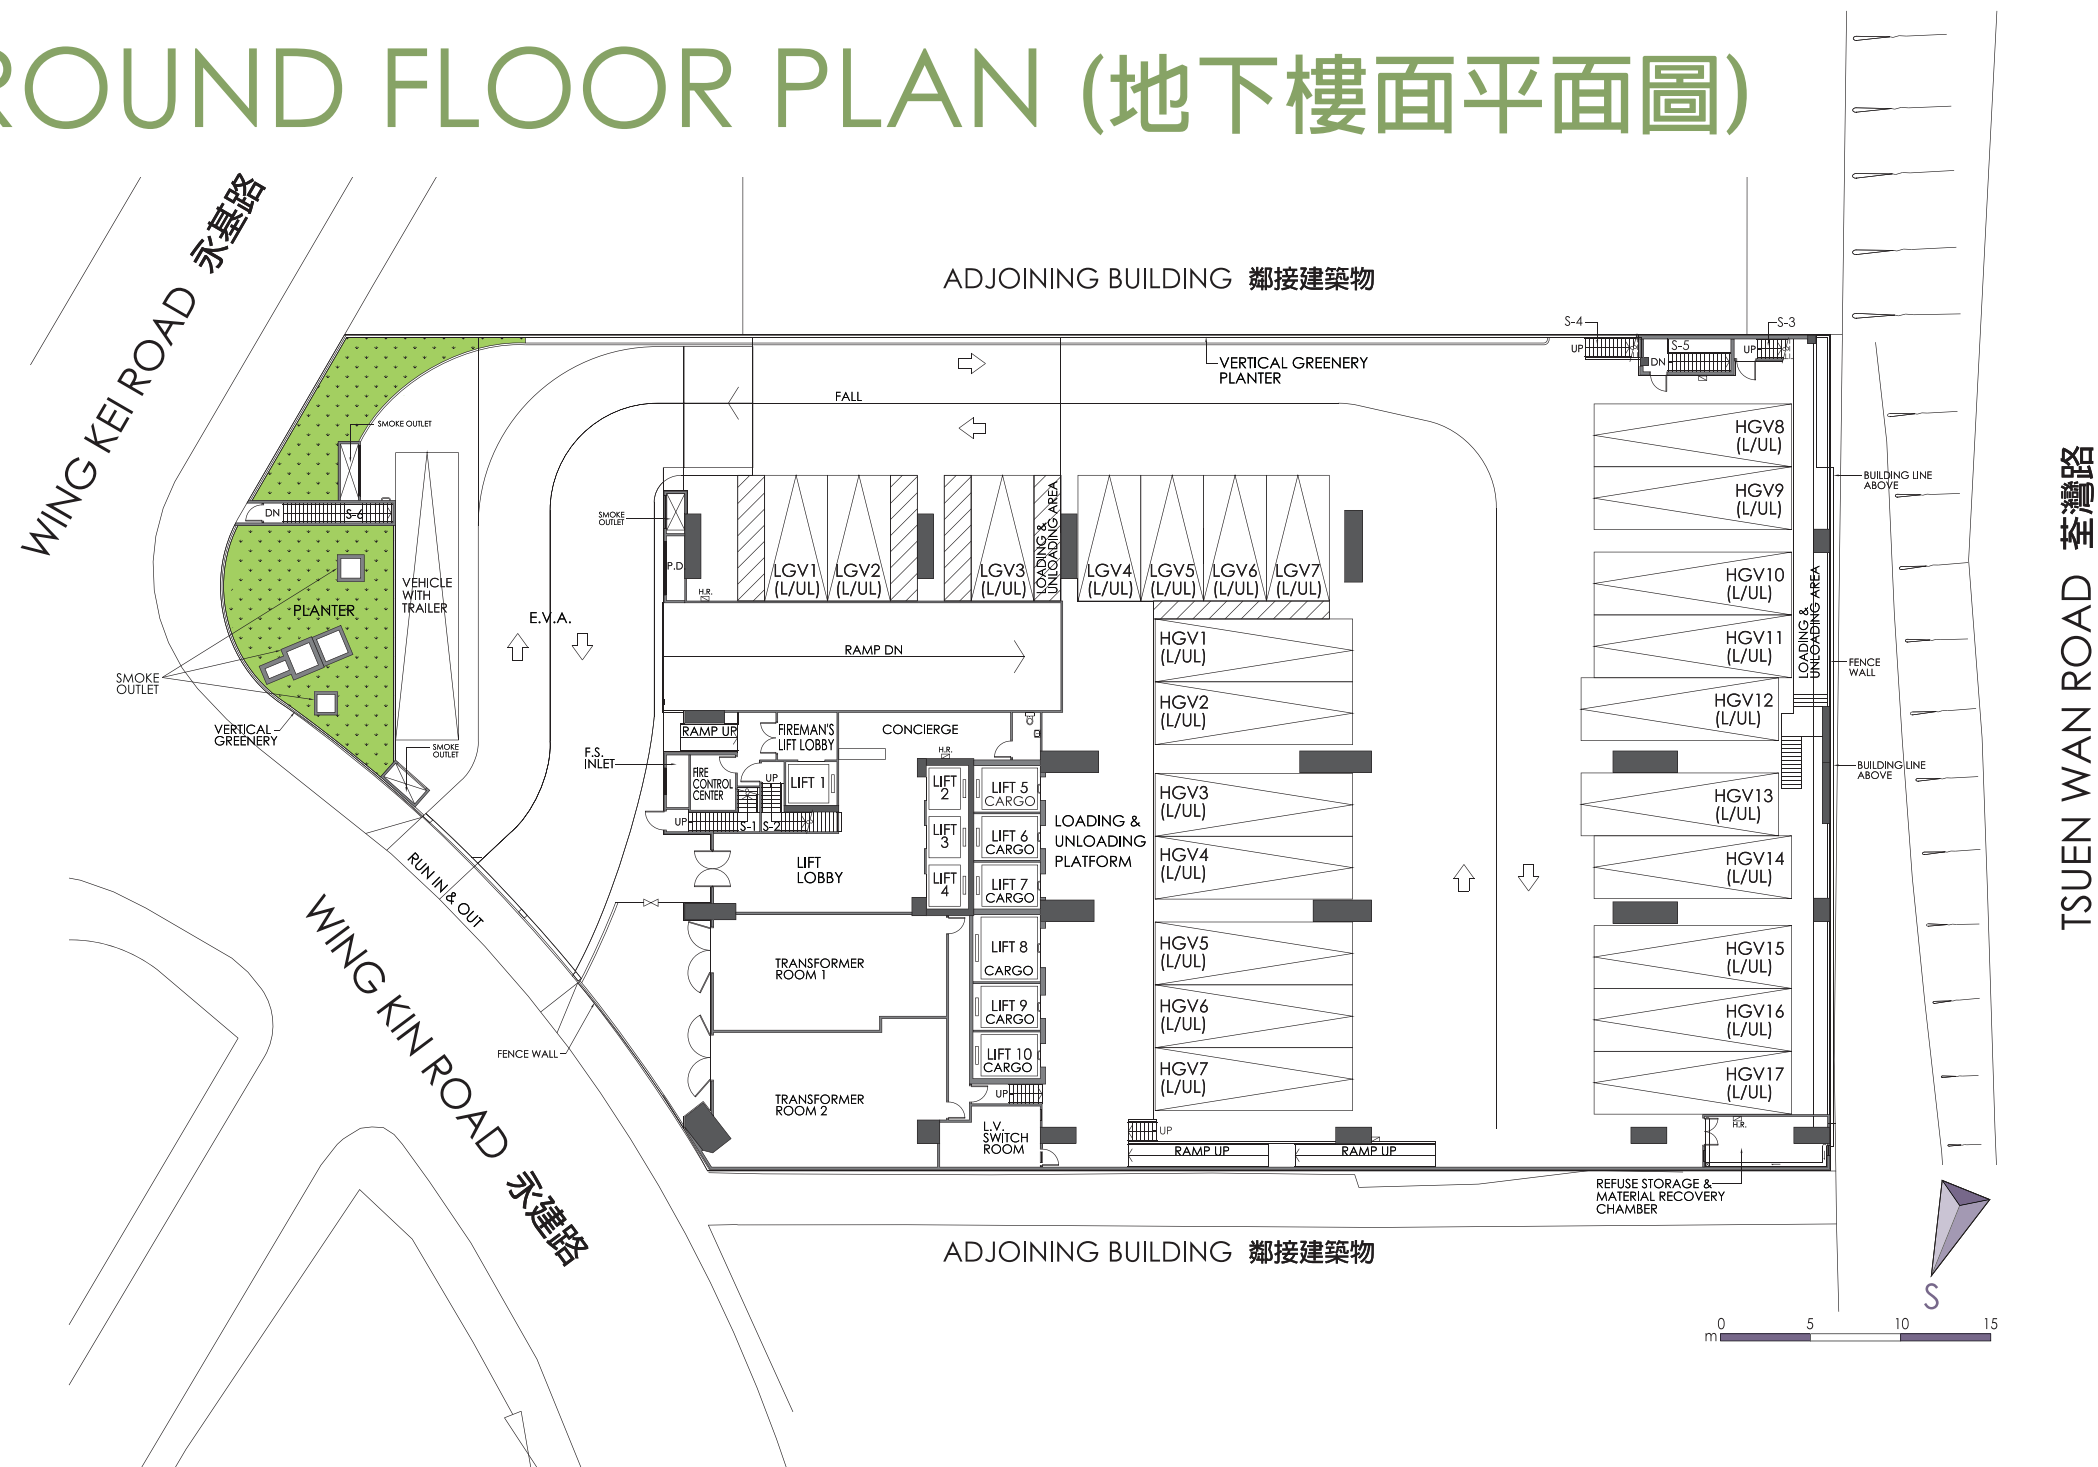 ROUND FLOOR PLAN (地下樓面平面圖)
WING KEI ROAD 永基路
ADJOINING BUILDING 鄰接建築物
S-4
S-3
UP
S-5
UP
DN
VERTICAL GREENERY
PLANTER
FALL
SMOKE OUTLET
HGV8
(L/UL)
HGV9
(L/UL)
BUILDING LINE
ABOVE
TSUEN WAN ROAD 荃灣路
DN
S-6
SMOKE
OUTLET
P.D
H.R.
LGV1
(L/UL)
LGV2
(L/UL)
LGV3
(L/UL)
LOADING &
UNLOADING AREA
LGV4
(L/UL)
LGV5
(L/UL)
LGV6
(L/UL)
LGV7
(L/UL)
HGV10
(L/UL)
HGV11
(L/UL)
LOADING &
UNLOADING AREA
FENCE
WALL
VEHICLE
WITH
TRAILER
PLANTER
E.V.A.
RAMP DN
HGV1
(L/UL)
HGV2
(L/UL)
HGV12
(L/UL)
SMOKE
OUTLET
VERTICAL
GREENERY
SMOKE
OUTLET
RAMP UP
FIREMAN'S
LIFT LOBBY
CONCIERGE
H.R.
F.S.
INLET
FIRE
CONTROL
CENTER
UP
LIFT 1
LIFT
2
LIFT 5
CARGO
BUILDING LINE
ABOVE
HGV3
(L/UL)
HGV13
(L/UL)
UP
S-1
S-2
LIFT
3
LIFT 6
CARGO
LOADING &
UNLOADING
PLATFORM
HGV4
(L/UL)
HGV14
(L/UL)
LIFT
LOBBY
LIFT
4
LIFT 7
CARGO
RUN IN & OUT
WING KIN ROAD 永建路
TRANSFORMER
ROOM 1
LIFT 8
CARGO
HGV5
(L/UL)
HGV15
(L/UL)
LIFT 9
CARGO
HGV6
(L/UL)
HGV16
(L/UL)
FENCE WALL
LIFT 10
CARGO
HGV7
(L/UL)
HGV17
(L/UL)
TRANSFORMER
ROOM 2
UP
L.V.
SWITCH
ROOM
UP
RAMP UP
RAMP UP
H.R.
REFUSE STORAGE &
MATERIAL RECOVERY
CHAMBER
ADJOINING BUILDING 鄰接建築物
S
0 5 10 15
m